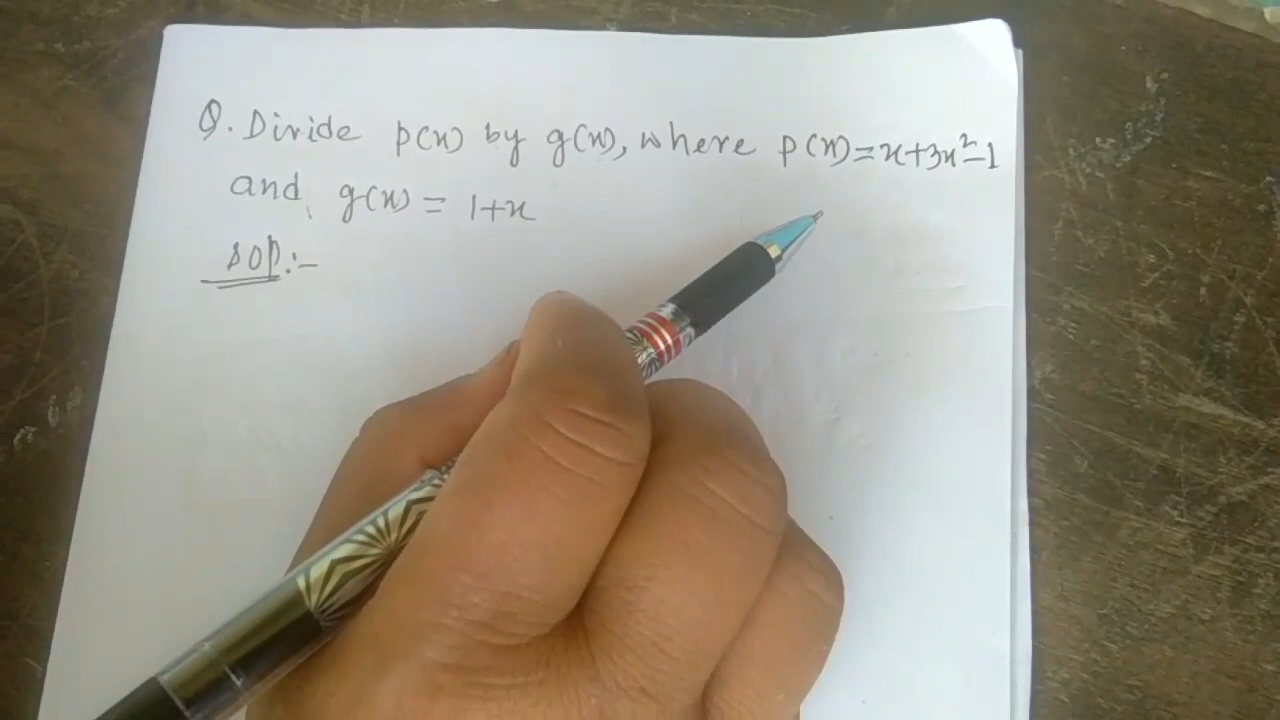 Q. Divide p(x) by g(x), where p(x)=x+3x²-1
and g(x) = 1+x
sol:-